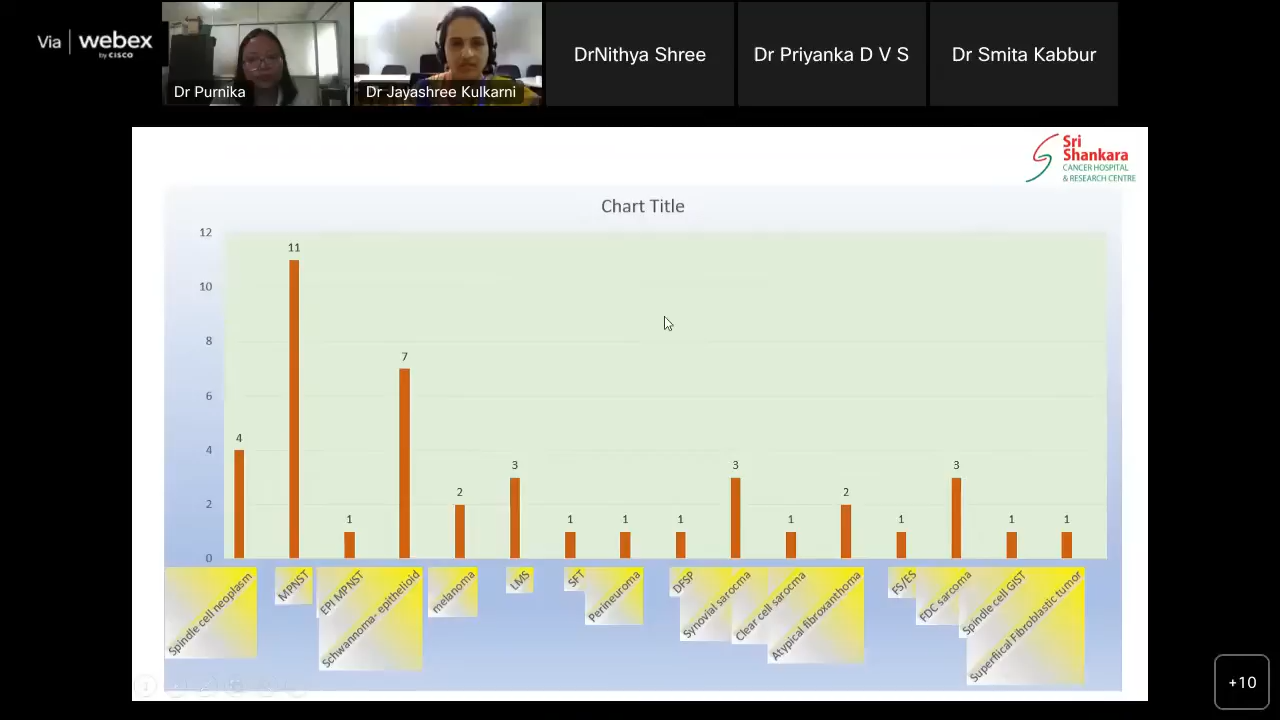 Via webex
by CISCO
Dr Purnika
Dr Jayashree Kulkarni
DrNithya Shree
Dr Priyanka D V S
Dr Smita Kabbur
Sri
Shankara
CANCER HOSPITAL
& RESEARCH CENTRE
Chart Title
12
10
8
6
4
2
0
4
11
1
7
2
3
1
1
1
3
1
2
1
3
1
1
Spindle cell neoplasm
MPNST
EPI MPNST
Schwannoma- epithelioid
melanoma
LMS
SFT
Perineuroma
DFSP
Synovial sarocma
Clear cell sarocma
Atypical fibroxanthoma
FS/ES
FDC sarcoma
Spindle cell GIST
Superflical Fibroblastic tumor
+10